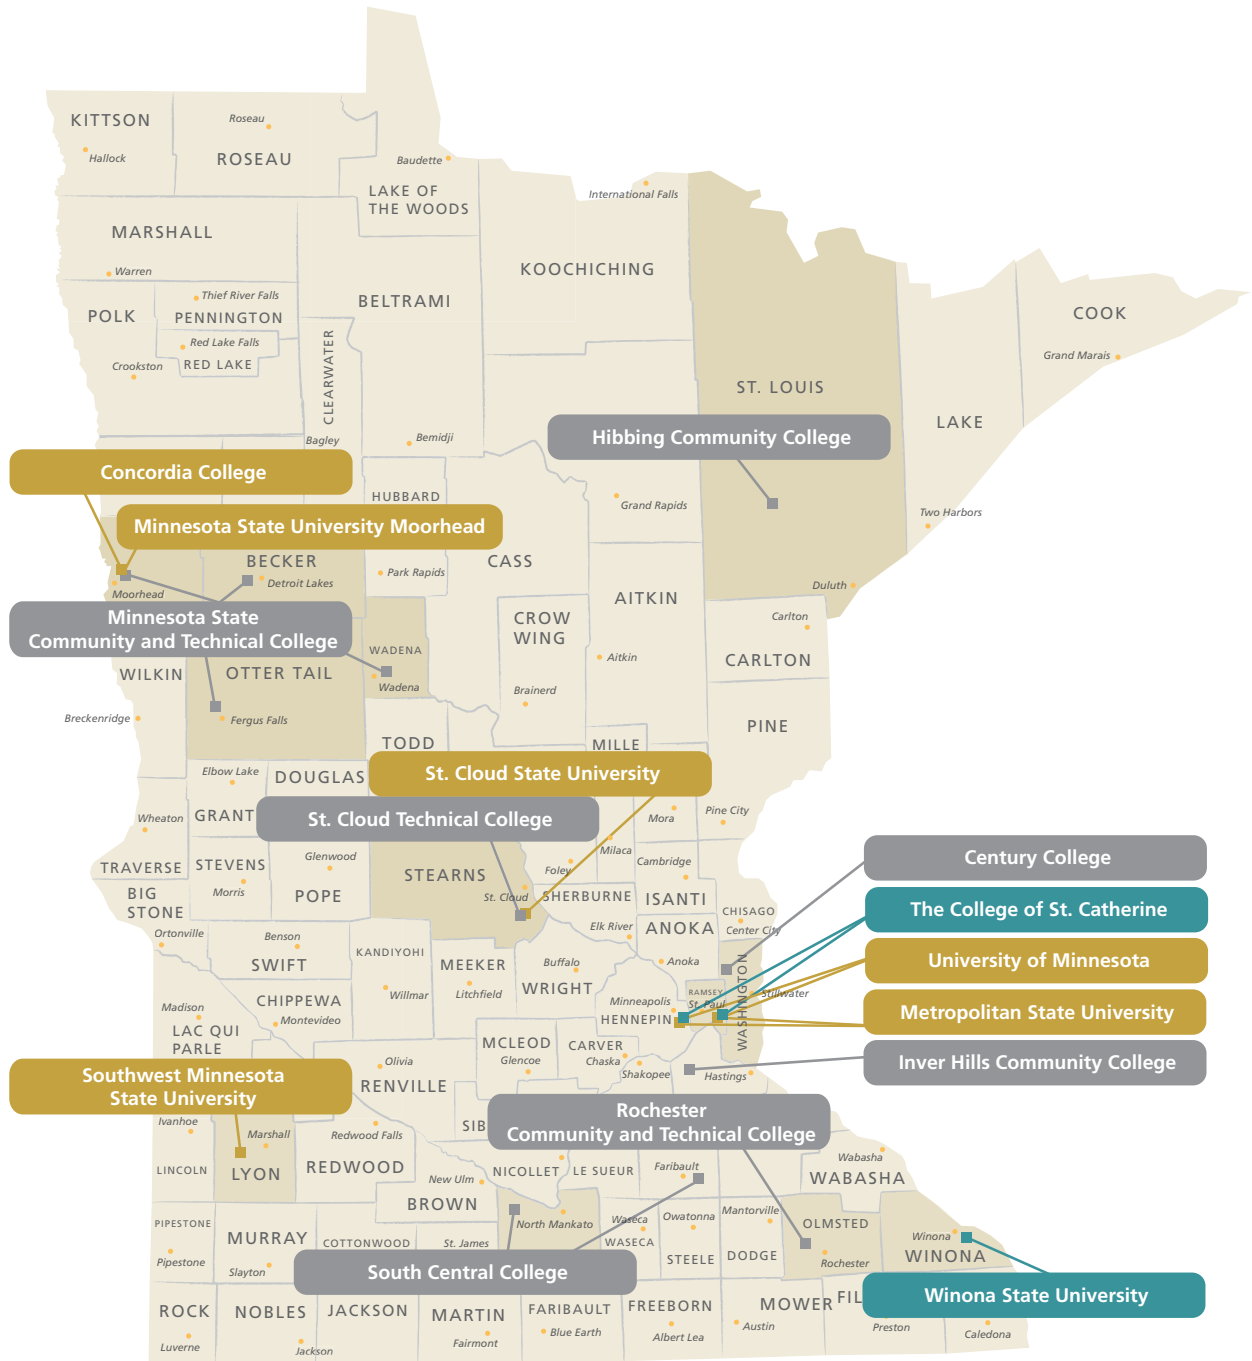 KITTSON
Roseau
Hallock
ROSEAU
Baudette
LAKE OF
THE WOODS
International Falls
MARSHALL
Warren
KOOCHICHING
Thief River Falls
BELTRAMI
POLK
PENNINGTON
COOK
Red Lake Falls
RED LAKE
Crookston
CLEARWATER
Grand Marais
ST. LOUIS
LAKE
Bagley
Bemidji
Hibbing Community College
Concordia College
HUBBARD
Grand Rapids
Two Harbors
Minnesota State University Moorhead
BECKER
CASS
Detroit Lakes
Park Rapids
Moorhead
Duluth
AITKIN
Minnesota State
Community and Technical College
CROW
WING
Carlton
WADENA
Aitkin
CARLTON
WILKIN
OTTER TAIL
Wadena
Brainerd
Breckenridge
Fergus Falls
PINE
TODD
MILLE
Elbow Lake
DOUGLAS
St. Cloud State University
GRANT
St. Cloud Technical College
Wheaton
Mora
Pine City
Milaca
TRAVERSE
STEVENS
Glenwood
Foley
Cambridge
Century College
Morris
POPE
STEARNS
BIG
STONE
St. Cloud
SHERBURNE
ISANTI
CHISAGO
Center City
The College of St. Catherine
Ortonville
Benson
Elk River
ANOKA
SWIFT
KANDIYOHI
MEEKER
Buffalo
Anoka
WASHINGTON
University of Minnesota
Willmar
Litchfield
WRIGHT
RAMSEY
Stillwater
Madison
CHIPPEWA
Minneapolis
St. Paul
Montevideo
HENNEPIN
Metropolitan State University
LAC QUI
PARLE
MCLEOD
CARVER
Glencoe
Chaska
Olivia
Shakopee
Hastings
Inver Hills Community College
Southwest Minnesota
State University
RENVILLE
Rochester
Community and Technical College
Ivanhoe
SIB
Marshall
Redwood Falls
Wabasha
LINCOLN
LYON
REDWOOD
NICOLLET
LE SUEUR
Faribault
WABASHA
New Ulm
BROWN
PIPESTONE
North Mankato
Waseca
Owatonna
Mantorville
OLMSTED
MURRAY
COTTONWOOD
St. James
WASECA
Winona
WINONA
Pipestone
Slayton
South Central College
STEELE
DODGE
Rochester
Winona State University
ROCK
NOBLES
JACKSON
MARTIN
FARIBAULT
FREEBORN
MOWER
FIL
Luverne
Jackson
Fairmont
Blue Earth
Albert Lea
Austin
Preston
Caledona